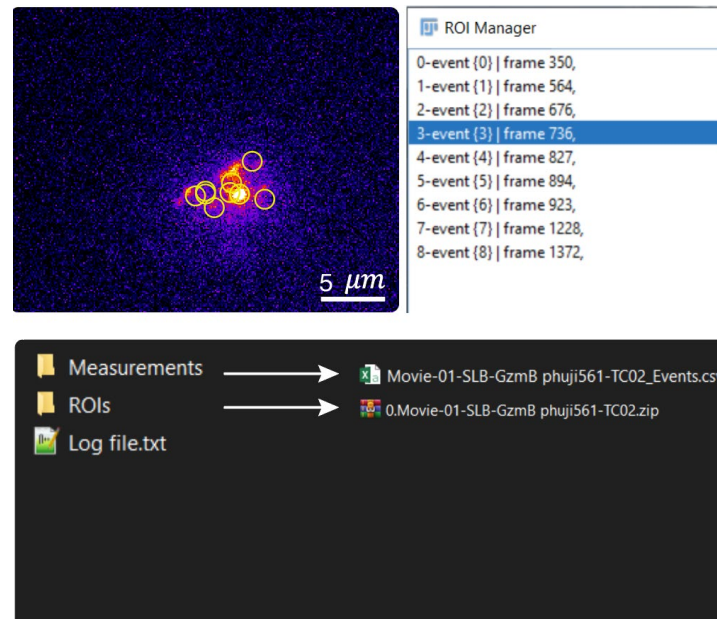 5 μm
ROI Manager
0-event {0} | frame 350,
1-event {1} | frame 564,
2-event {2} | frame 676,
3-event {3} | frame 736,
4-event {4} | frame 827,
5-event {5} | frame 894,
6-event {6} | frame 923,
7-event {7} | frame 1228,
8-event {8} | frame 1372,
Measurements
Movie-01-SLB-GzmB phuji561-TC02_Events.cs
ROIs
0.Movie-01-SLB-GzmB phuji561-TC02.zip
Log file.txt